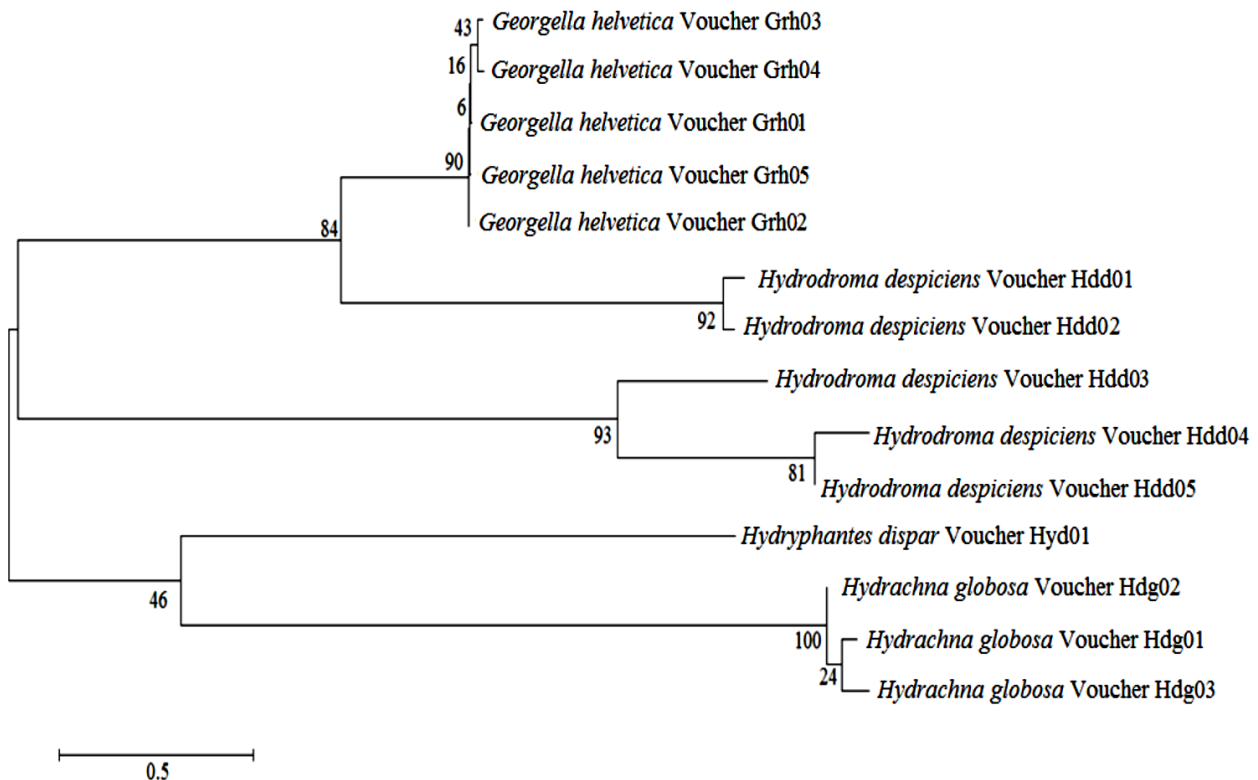 43
Georgella helvetica Voucher Grh03
16
Georgella helvetica Voucher Grh04
6
Georgella helvetica Voucher Grh01
90
Georgella helvetica Voucher Grh05
Georgella helvetica Voucher Grh02
84
Hydrodroma despiciens Voucher Hdd01
92
Hydrodroma despiciens Voucher Hdd02
Hydrodroma despiciens Voucher Hdd03
93
Hydrodroma despiciens Voucher Hdd04
81
Hydrodroma despiciens Voucher Hdd05
Hydryphantes dispar Voucher Hyd01
46
Hydrachna globosa Voucher Hdg02
100
Hydrachna globosa Voucher Hdg01
24
Hydrachna globosa Voucher Hdg03
0.5